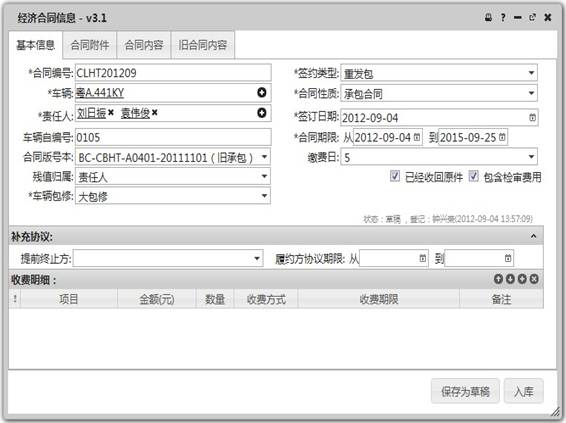 经济合同信息 - v3.1
基本信息 合同附件 合同内容 旧合同内容
*合同编号: CLHT201209 *签约类型: 重发包
*车辆: 粤A.441KY *合同性质: 承包合同
*责任人: 刘日振 袁伟俊 *签订日期: 2012-09-04
车辆自编号: 0105 *合同期限: 从 2012-09-04 到 2015-09-25
合同版号本: BC-CBHT-A0401-20111101（旧承包） 缴费日: 5
残值归属: 责任人 已经收回原件 包含检审费用
*车辆包修: 大包修
状态：草稿，登记：钟兴荣(2012-09-04 13:57:09)
补充协议:
提前终止方: 履约方协议期限: 从 到
收费明细：
! 项目 金额(元) 数量 收费方式 收费期限 备注
保存为草稿 入库